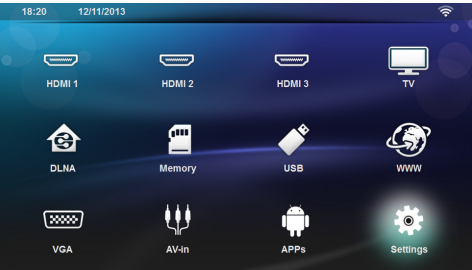 18:20 12/11/2013
HDMI 1 HDMI 2 HDMI 3 TV
DLNA Memory USB WWW
VGA AV-in APPs Settings